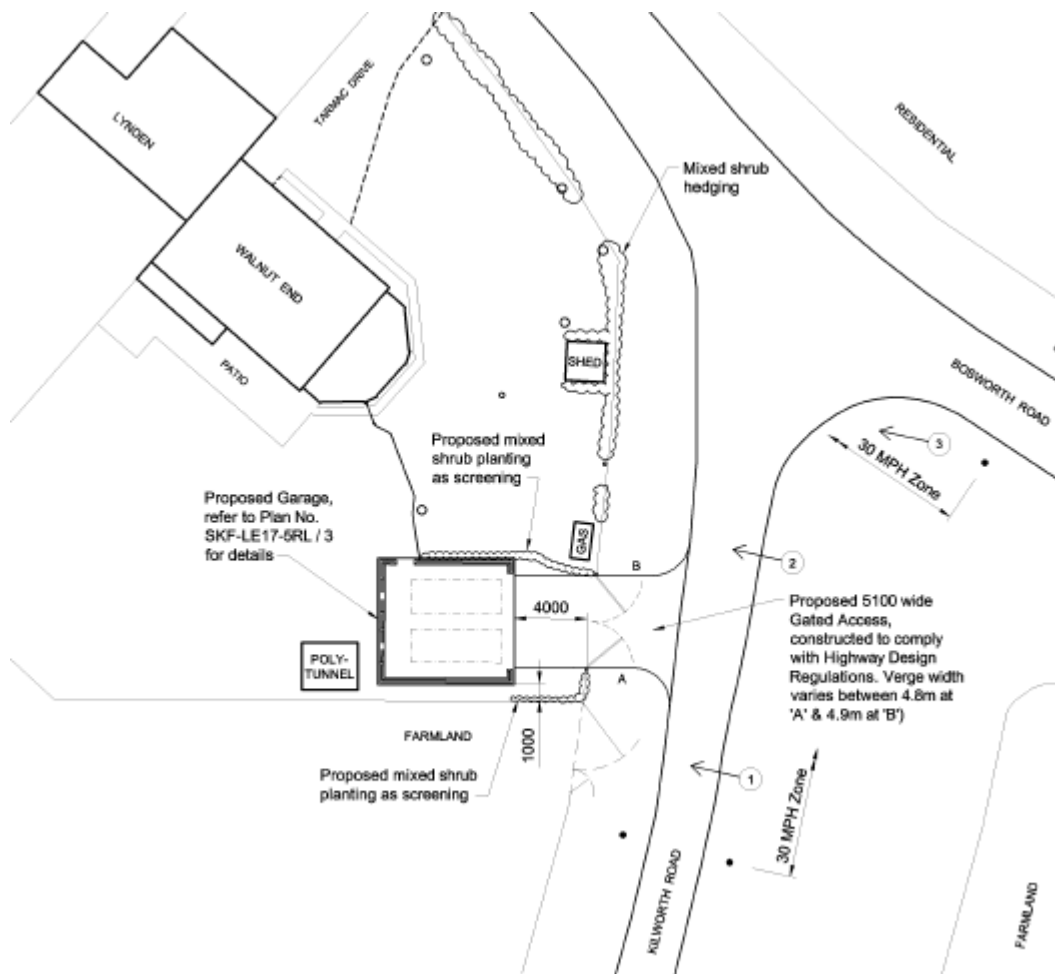 TARMAC DRIVE
LYNDEN
RESIDENTIAL
Mixed shrub
hedging
WALNUT END
SHED
PATIO
BOSWORTH ROAD
3
30 MPH Zone
Proposed mixed
shrub planting
as screening
Proposed Garage,
refer to Plan No.
SKF-LE17-5RL / 3
for details
GAS
B
2
4000
Proposed 5100 wide
Gated Access,
constructed to comply
with Highway Design
Regulations. Verge width
varies between 4.8m at
'A' & 4.9m at 'B')
POLY-
TUNNEL
A
FARMLAND
1000
Proposed mixed shrub
planting as screening
1
30 MPH Zone
KILWORTH ROAD
FARMLAND